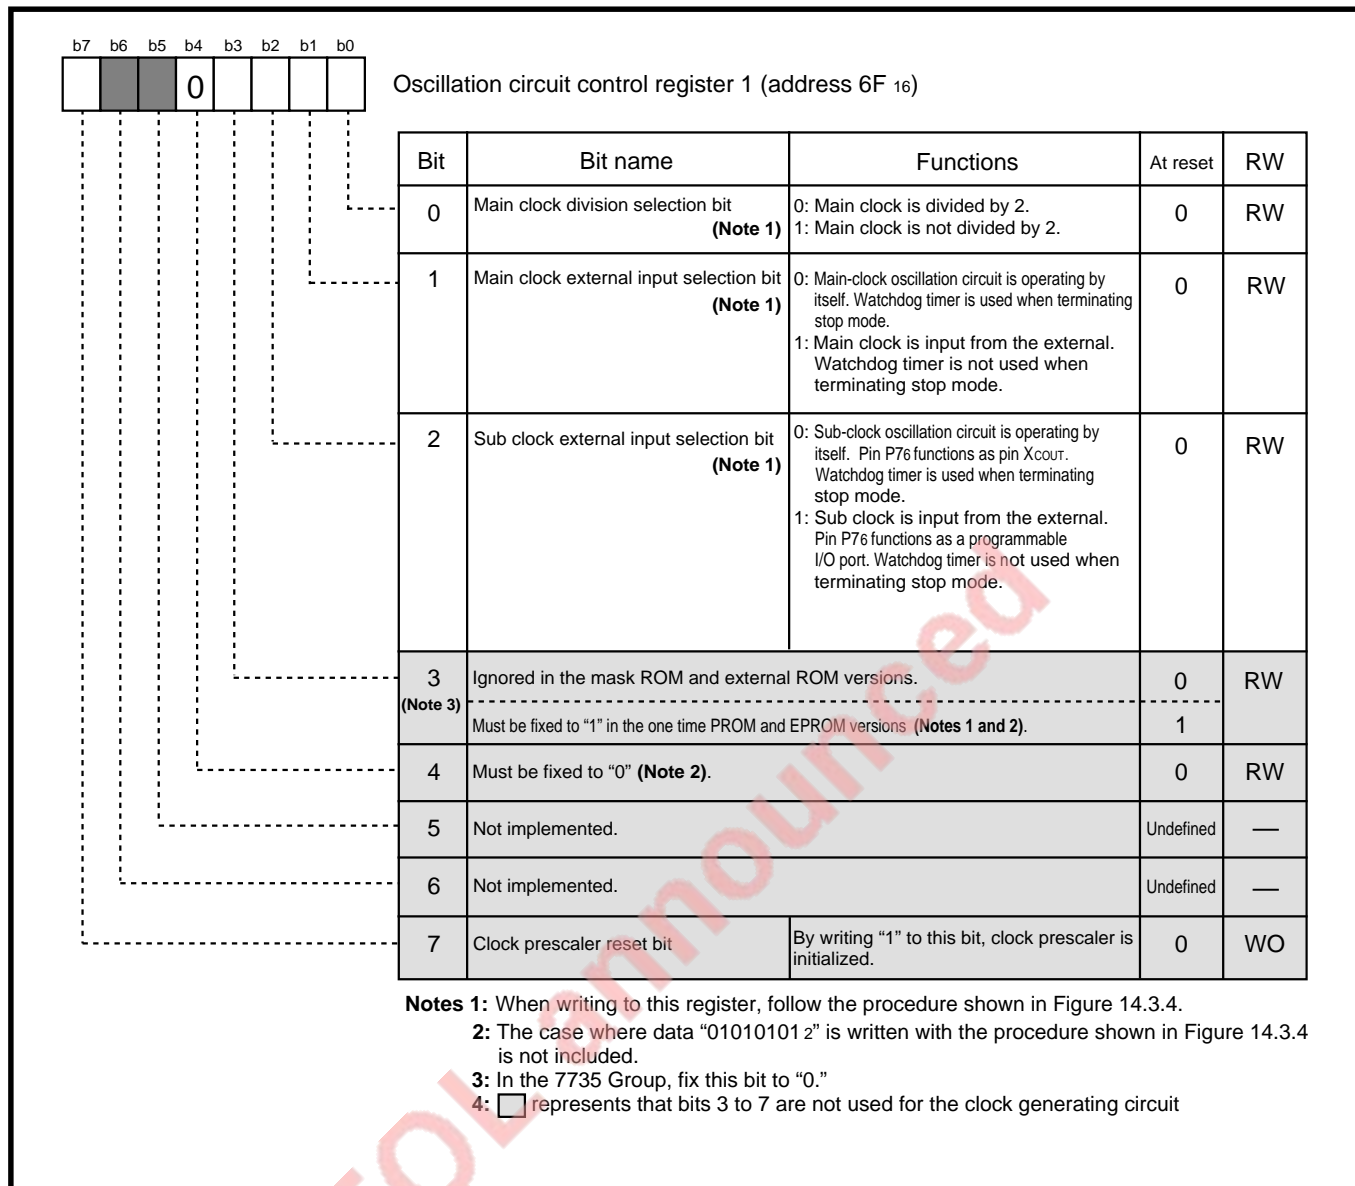 b7 b6 b5 b4 b3 b2 b1 b0
0
Oscillation circuit control register 1 (address 6F 16)
Bit Bit name Functions At reset RW
0 Main clock division selection bit (Note 1) 0: Main clock is divided by 2. 0 RW
1: Main clock is not divided by 2.
1 Main clock external input selection bit (Note 1) 0: Main-clock oscillation circuit is operating by 0 RW
itself. Watchdog timer is used when terminating
stop mode.
1: Main clock is input from the external.
Watchdog timer is not used when
terminating stop mode.
2 Sub clock external input selection bit (Note 1) 0: Sub-clock oscillation circuit is operating by 0 RW
itself. Pin P76 functions as pin XCOUT.
Watchdog timer is used when terminating
stop mode.
1: Sub clock is input from the external.
Pin P76 functions as a programmable
I/O port. Watchdog timer is not used when
terminating stop mode.
3 (Note 3) Ignored in the mask ROM and external ROM versions. 0 RW
Must be fixed to “1” in the one time PROM and EPROM versions (Notes 1 and 2). 1
4 Must be fixed to “0” (Note 2). 0 RW
5 Not implemented. Undefined —
6 Not implemented. Undefined —
7 Clock prescaler reset bit By writing “1” to this bit, clock prescaler is 0 WO
initialized.
Notes 1: When writing to this register, follow the procedure shown in Figure 14.3.4.
2: The case where data “01010101 2” is written with the procedure shown in Figure 14.3.4
is not included.
3: In the 7735 Group, fix this bit to “0.”
4: represents that bits 3 to 7 are not used for the clock generating circuit
EOL announced